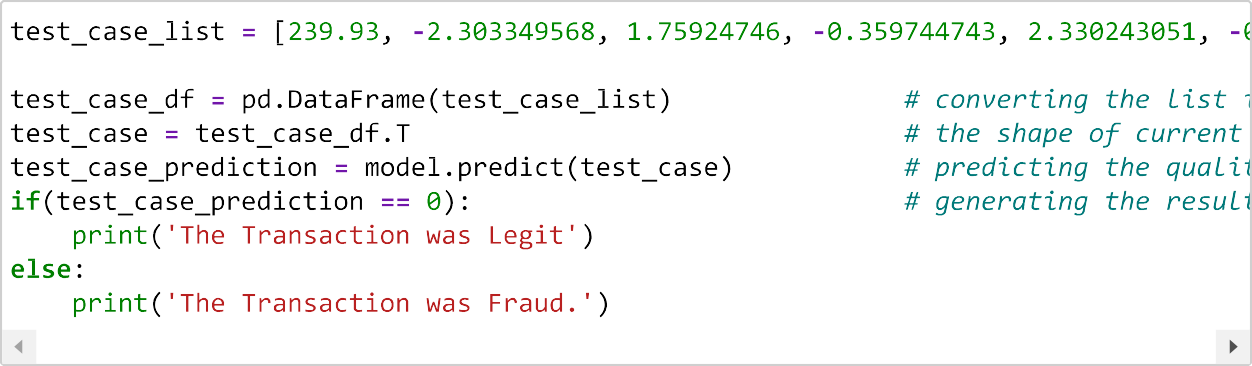 test_case_list = [239.93, -2.303349568, 1.75924746, -0.359744743, 2.330243051,
test_case_df = pd.DataFrame(test_case_list) # converting the list
test_case = test_case_df.T # the shape of current
test_case_prediction = model.predict(test_case) # predicting the
if(test_case_prediction == 0): # generating the
    print('The Transaction was Legit')
else:
    print('The Transaction was Fraud.')